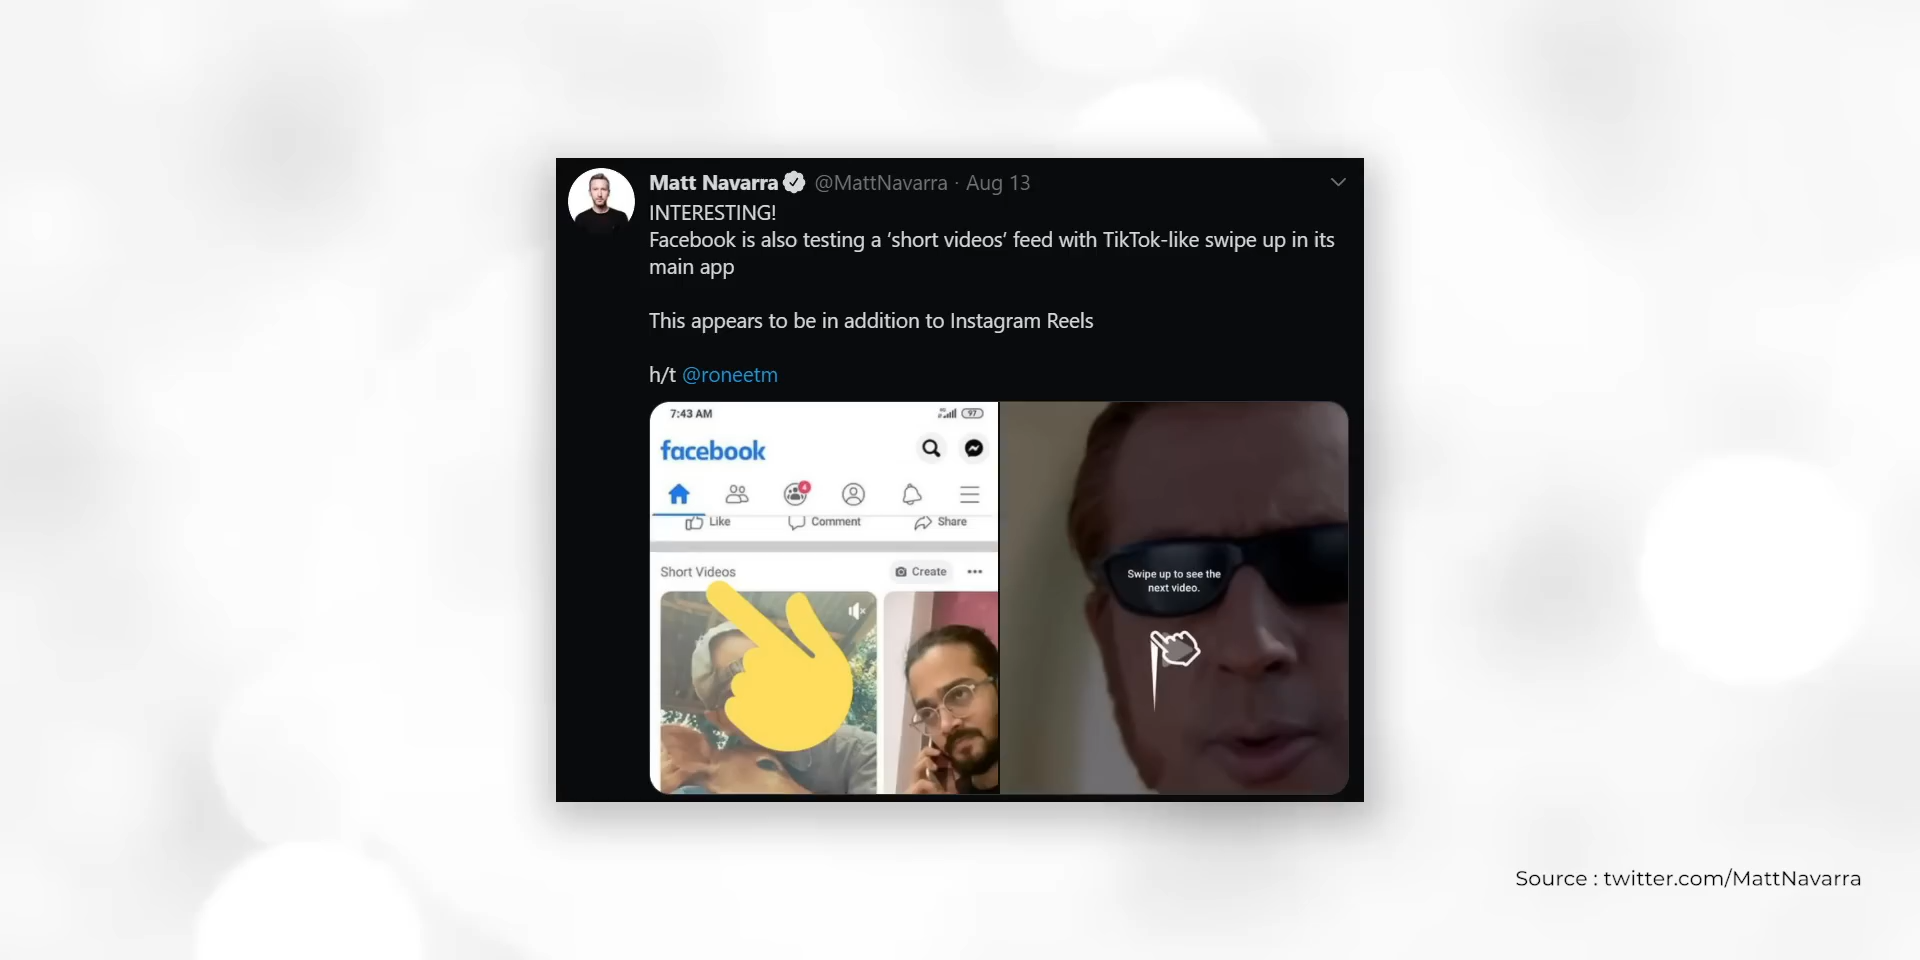 Matt Navarra @MattNavarra · Aug 13
INTERESTING!
Facebook is also testing a ‘short videos’ feed with TikTok-like swipe up in its
main app
This appears to be in addition to Instagram Reels
h/t @roneetm
7:43 AM 97
facebook
4
Like Comment Share
Short Videos Create
Swipe up to see the
next video.
Source : twitter.com/MattNavarra